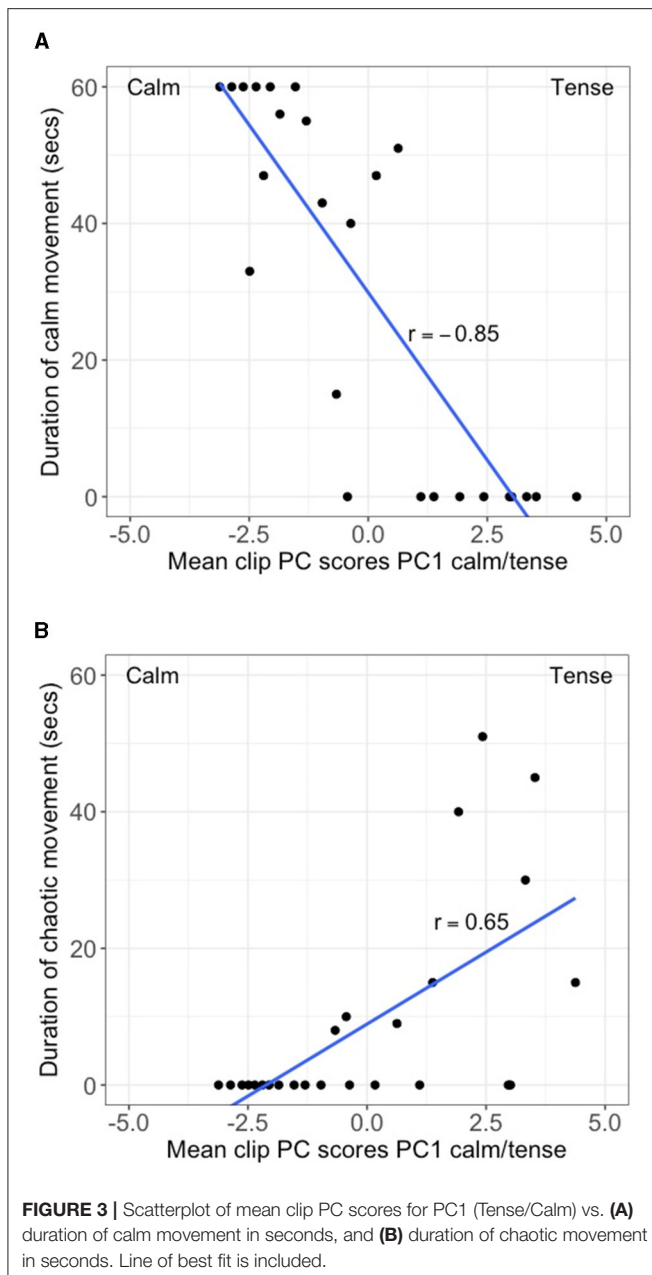 A
Calm Tense
60
40
20
0
Duration of calm movement (secs)
r = −0.85
-5.0 -2.5 0.0 2.5 5.0
Mean clip PC scores PC1 calm/tense
B
Calm Tense
60
40
20
0
Duration of chaotic movement (secs)
r = 0.65
-5.0 -2.5 0.0 2.5 5.0
Mean clip PC scores PC1 calm/tense
FIGURE 3 | Scatterplot of mean clip PC scores for PC1 (Tense/Calm) vs. (A)
duration of calm movement in seconds, and (B) duration of chaotic movement
in seconds. Line of best fit is included.